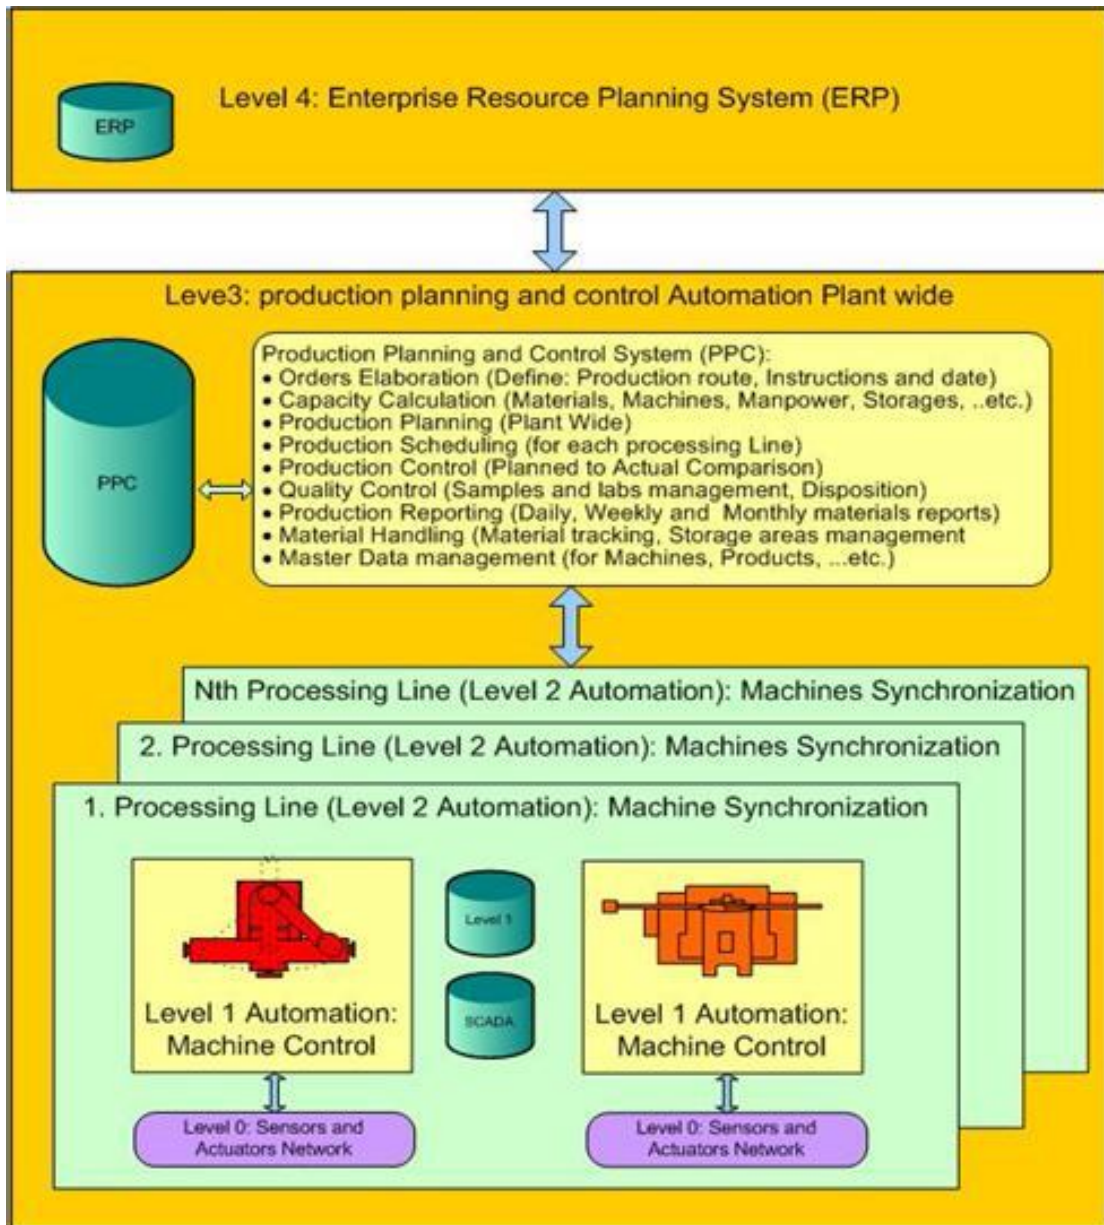 Level 4: Enterprise Resource Planning System (ERP)
ERP
Leve3: production planning and control Automation Plant wide
PPC
Production Planning and Control System (PPC):
• Orders Elaboration (Define: Production route, Instructions and date)
• Capacity Calculation (Materials, Machines, Manpower, Storages, ..etc.)
• Production Planning (Plant Wide)
• Production Scheduling (for each processing Line)
• Production Control (Planned to Actual Comparison)
• Quality Control (Samples and labs management, Disposition)
• Production Reporting (Daily, Weekly and Monthly materials reports)
• Material Handling (Material tracking, Storage areas management
• Master Data management (for Machines, Products, ...etc.)
Nth Processing Line (Level 2 Automation): Machines Synchronization
2. Processing Line (Level 2 Automation): Machines Synchronization
1. Processing Line (Level 2 Automation): Machine Synchronization
Level 1 Automation:
Machine Control
Level 1
SCADA
Level 1 Automation:
Machine Control
Level 0: Sensors and
Actuators Network
Level 0: Sensors and
Actuators Network